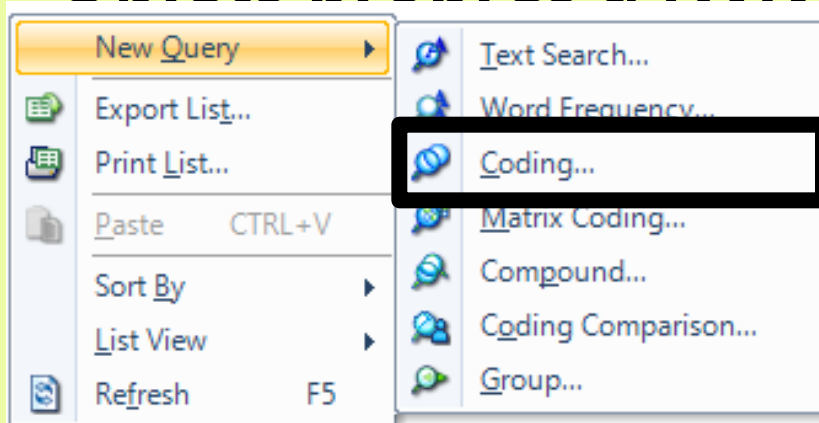 New Query
Export List...
Print List...
Paste CTRL+V
Sort By
List View
Refresh F5
Text Search...
Word Frequency...
Coding...
Matrix Coding...
Compound...
Coding Comparison...
Group...